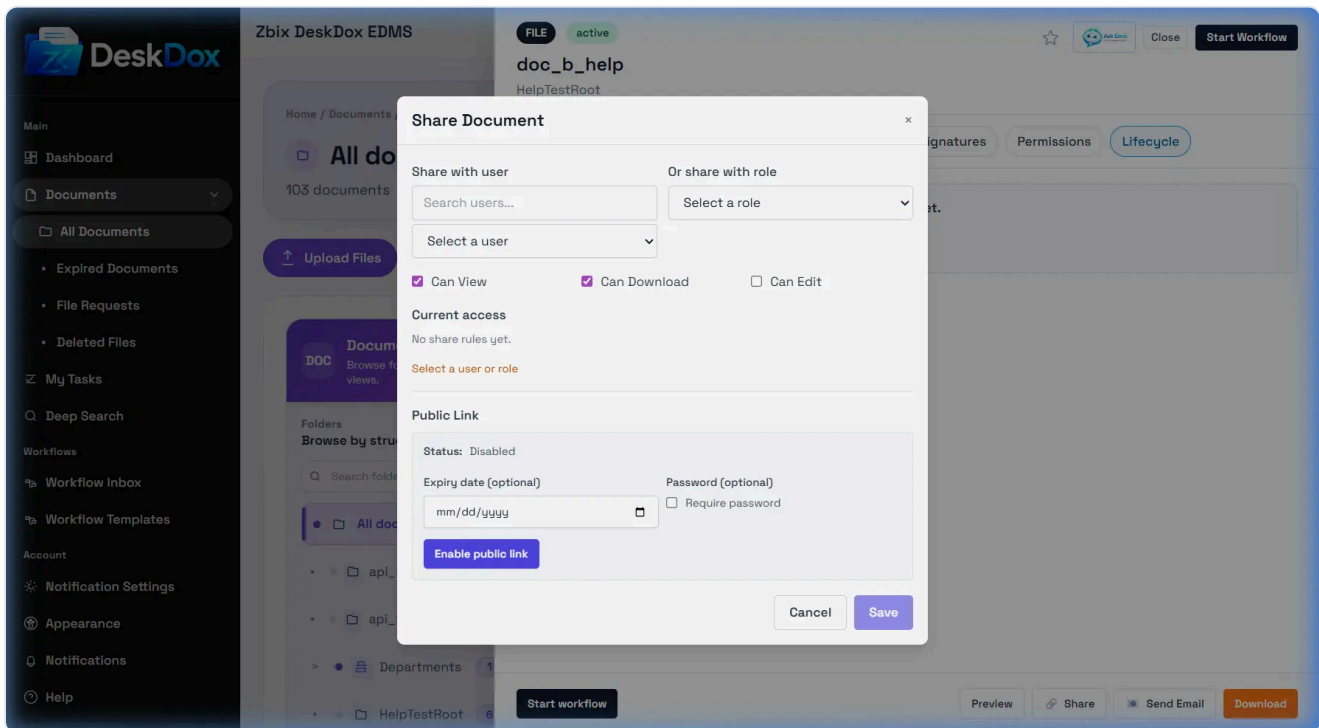 DeskDox
Main
Dashboard
Documents
All Documents
Expired Documents
File Requests
Deleted Files
My Tasks
Deep Search
Workflows
Workflow Inbox
Workflow Templates
Account
Notification Settings
Appearance
Notifications
Help
Zbix DeskDox EDMS
Home / Documents /
All do
103 documents
Upload Files
DOC
Docum
Browse fo
views.
Folders
Browse by stru
Search folde
All doc
api_
api_
Departments 1
HelpTestRoot 6
FILE active
Ask Emii Close Start Workflow
doc_b_help
HelpTestRoot
ignatures Permissions Lifecycle
et.
Share Document ×
Share with user Or share with role
Search users... Select a role
Select a user
Can View Can Download Can Edit
Current access
No share rules yet.
Select a user or role
Public Link
Status: Disabled
Expiry date (optional) Password (optional)
mm/dd/yyyy Require password
Enable public link
Cancel Save
Start workflow Preview Share Send Email Download